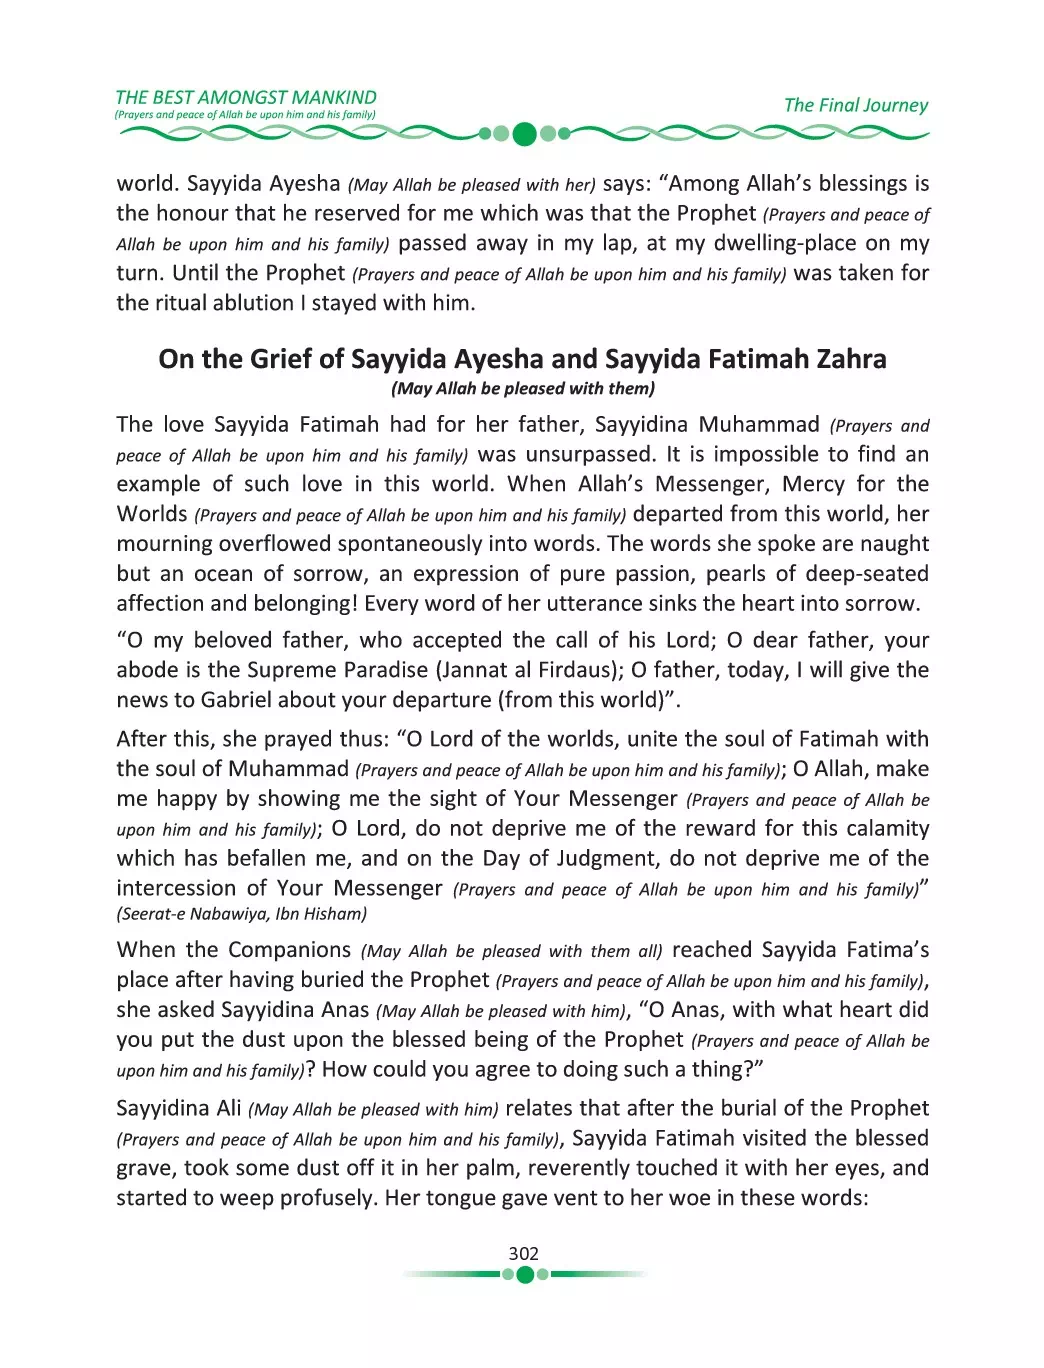 THE BEST AMONGST MANKIND
(Prayers and peace of Allah be upon him and his family)
The Final Journey
world. Sayyida Ayesha (May Allah be pleased with her) says: “Among Allah’s blessings is
the honour that he reserved for me which was that the Prophet (Prayers and peace of
Allah be upon him and his family) passed away in my lap, at my dwelling-place on my
turn. Until the Prophet (Prayers and peace of Allah be upon him and his family) was taken for
the ritual ablution I stayed with him.
On the Grief of Sayyida Ayesha and Sayyida Fatimah Zahra
(May Allah be pleased with them)
The love Sayyida Fatimah had for her father, Sayyidina Muhammad (Prayers and
peace of Allah be upon him and his family) was unsurpassed. It is impossible to find an
example of such love in this world. When Allah’s Messenger, Mercy for the
Worlds (Prayers and peace of Allah be upon him and his family) departed from this world, her
mourning overflowed spontaneously into words. The words she spoke are naught
but an ocean of sorrow, an expression of pure passion, pearls of deep-seated
affection and belonging! Every word of her utterance sinks the heart into sorrow.
“O my beloved father, who accepted the call of his Lord; O dear father, your
abode is the Supreme Paradise (Jannat al Firdaus); O father, today, I will give the
news to Gabriel about your departure (from this world)”.
After this, she prayed thus: “O Lord of the worlds, unite the soul of Fatimah with
the soul of Muhammad (Prayers and peace of Allah be upon him and his family); O Allah, make
me happy by showing me the sight of Your Messenger (Prayers and peace of Allah be
upon him and his family); O Lord, do not deprive me of the reward for this calamity
which has befallen me, and on the Day of Judgment, do not deprive me of the
intercession of Your Messenger (Prayers and peace of Allah be upon him and his family)”
(Seerat-e Nabawiya, Ibn Hisham)
When the Companions (May Allah be pleased with them all) reached Sayyida Fatima’s
place after having buried the Prophet (Prayers and peace of Allah be upon him and his family),
she asked Sayyidina Anas (May Allah be pleased with him), “O Anas, with what heart did
you put the dust upon the blessed being of the Prophet (Prayers and peace of Allah be
upon him and his family)? How could you agree to doing such a thing?”
Sayyidina Ali (May Allah be pleased with him) relates that after the burial of the Prophet
(Prayers and peace of Allah be upon him and his family), Sayyida Fatimah visited the blessed
grave, took some dust off it in her palm, reverently touched it with her eyes, and
started to weep profusely. Her tongue gave vent to her woe in these words:
302